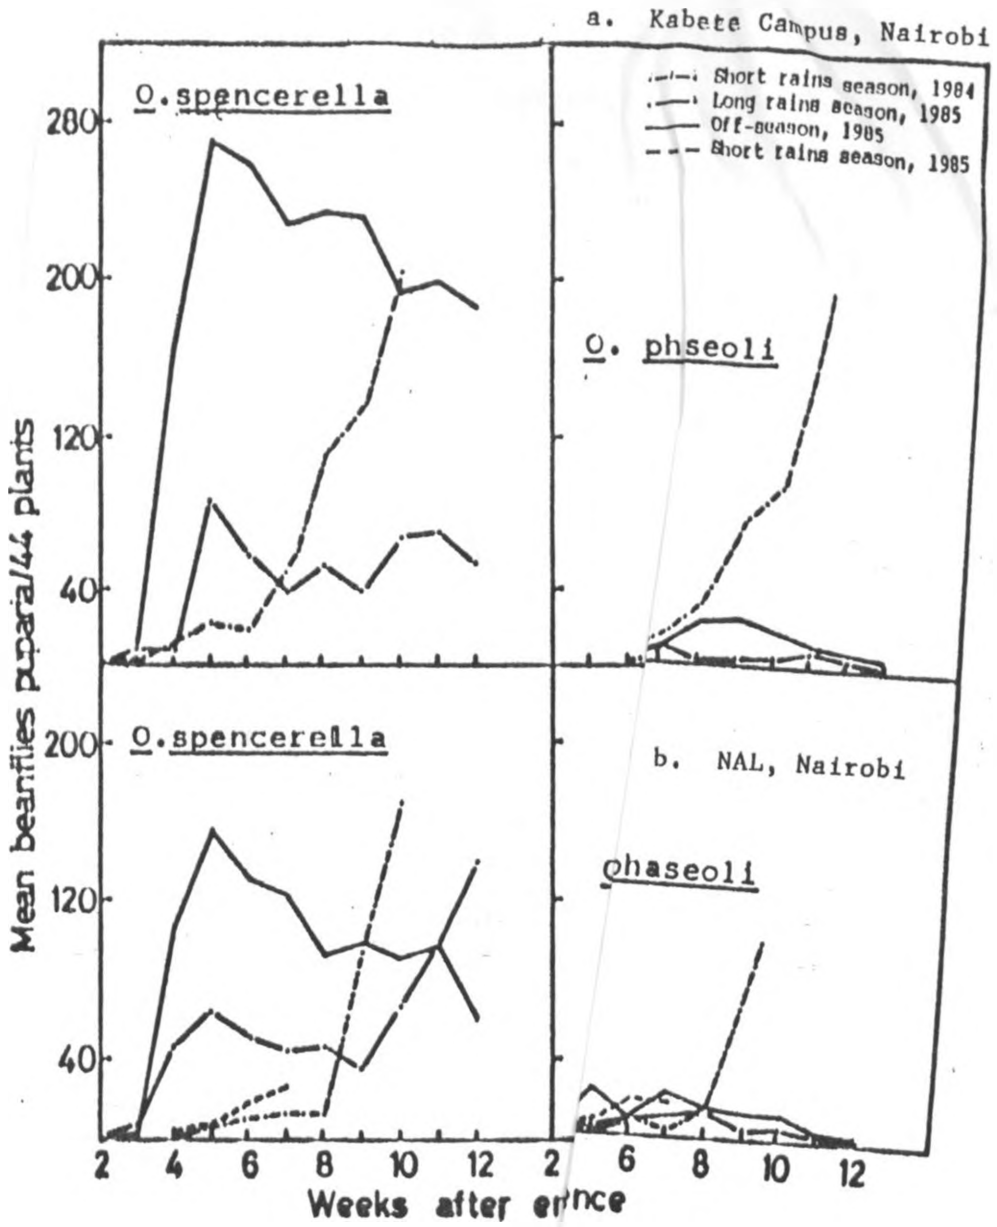 a. Kabete Campus, Nairobi
O.spencerella
Short rains season, 1984
Long rains season, 1985
Off-season, 1985
Short rains season, 1985
280
200
120
40
O. phseoli
Mean beanflies puparia/44 plants
O.spencerella
b. NAL, Nairobi
phaseoli
200
120
40
2 4 6 8 10 12 2 6 8 10 12
Weeks after ence